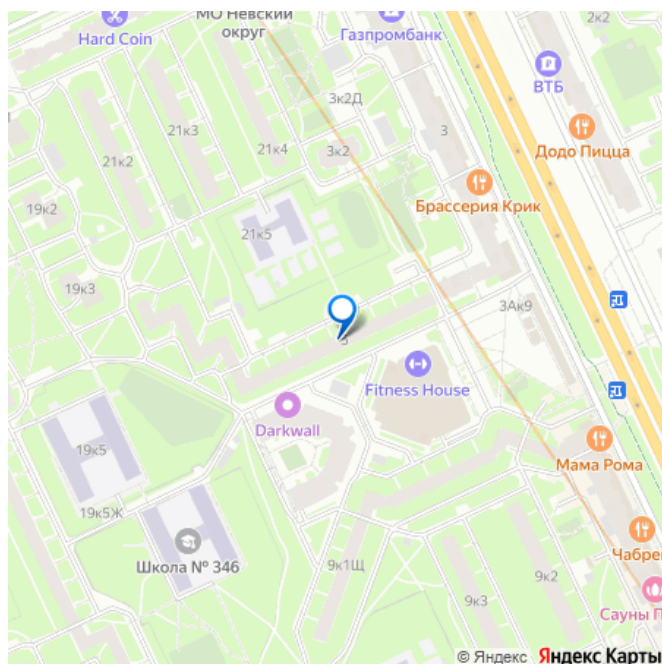 МО Невский
округ
Hard Coin
Газпромбанк
2к2
ВТБ
3к2Д
21к3
3
21к4
3к2
Додо Пицца
21к2
19к2
Брассерия Крик
21к5
19к3
3Ак9
Fitness House
Darkwall
Мама Рома
19к5
19к5Ж
Школа № 346
9к1Щ
9к2
9к3
© Яндекс Яндекс Карты